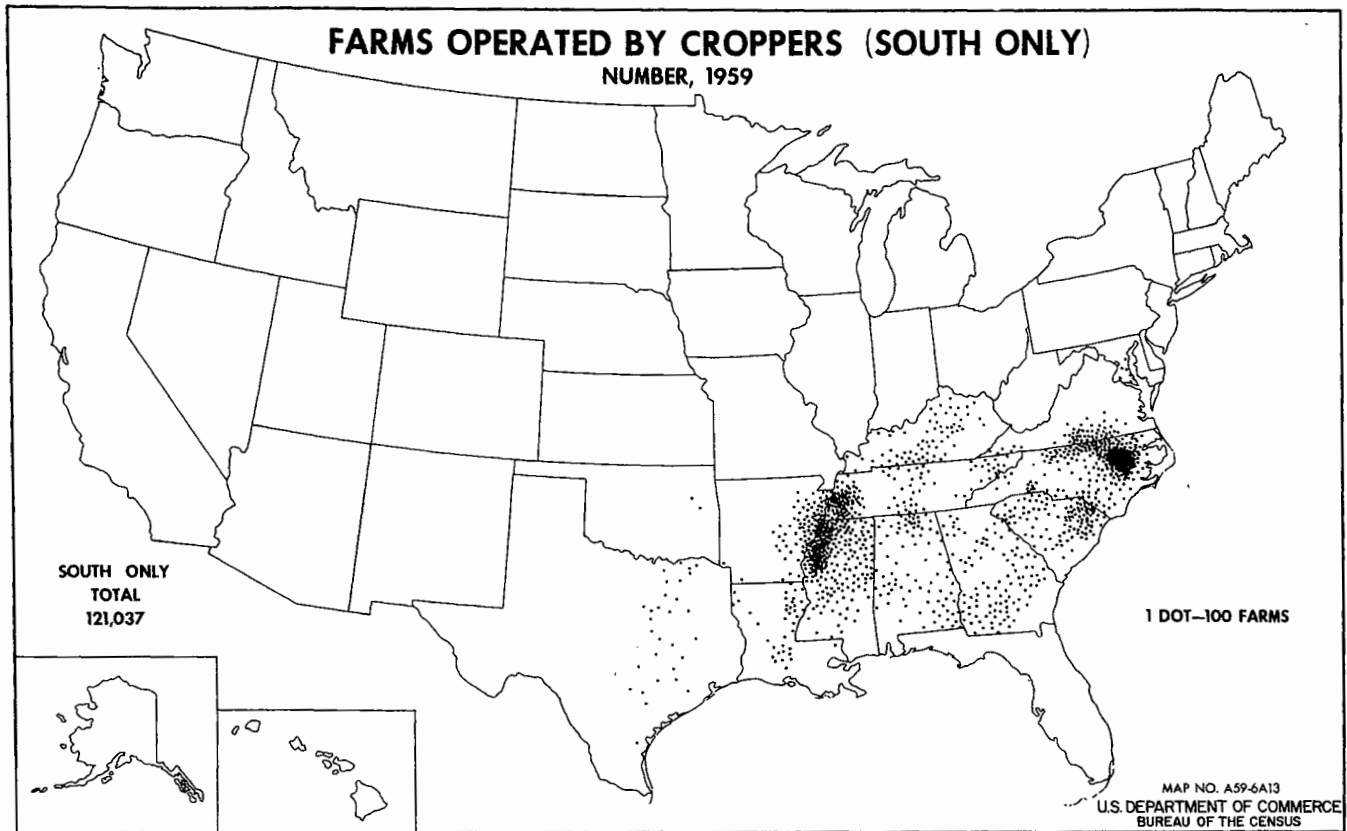 FARMS OPERATED BY CROPPERS (SOUTH ONLY)
NUMBER, 1959
SOUTH ONLY
TOTAL
121,037
1 DOT—100 FARMS
MAP NO. A59-6A13
U.S. DEPARTMENT OF COMMERCE
BUREAU OF THE CENSUS